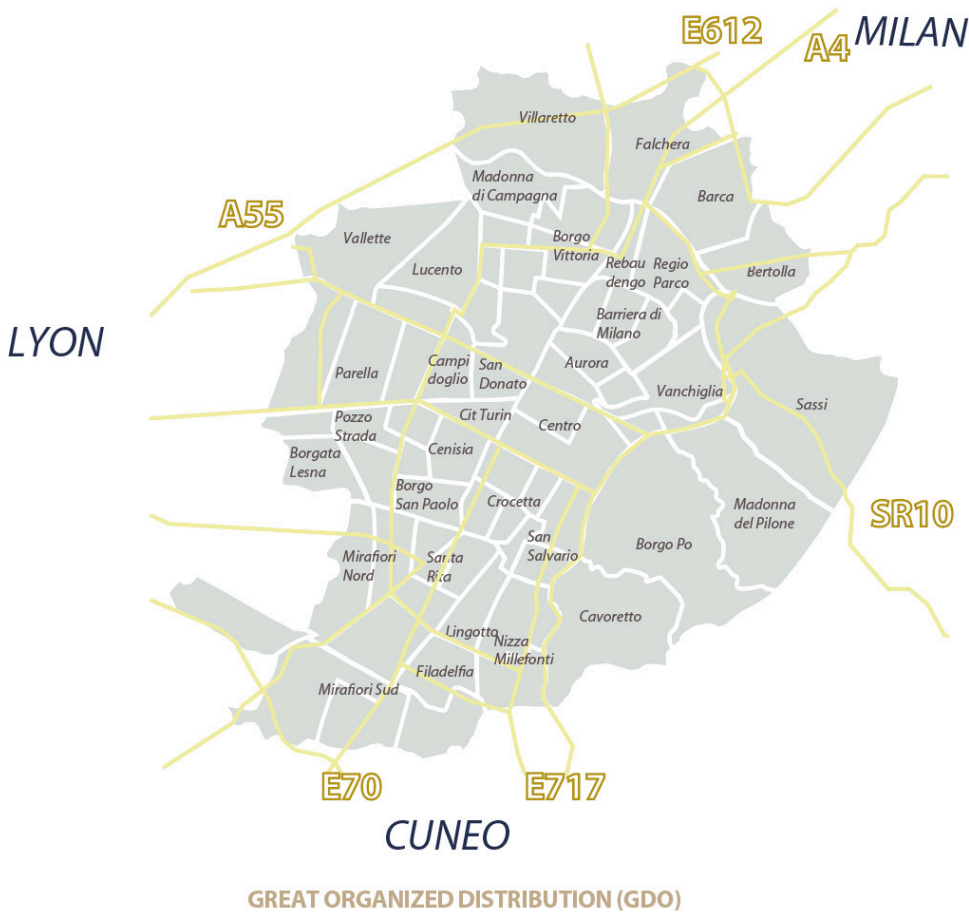 E612
A4
MILAN
Villaretto
Falchera
Madonna
di Campagna
Barca
A55
Vallette
Borgo
Vittoria
Lucento
Rebau
dengo
Regio
Parco
Bertolla
Barriera di
Milano
LYON
Campi
doglio
San
Donato
Aurora
Parella
Vanchiglia
Sassi
Pozzo
Strada
Cit Turin
Centro
Borgata
Lesna
Cenisia
Borgo
San Paolo
Crocetta
Madonna
del Pilone
SR10
San
Salvario
Borgo Po
Mirafiori
Nord
Santa
Rita
Cavoretto
Lingotto
Nizza
Millefonti
Filadelfia
Mirafiori Sud
E70
E717
CUNEO
GREAT ORGANIZED DISTRIBUTION (GDO)